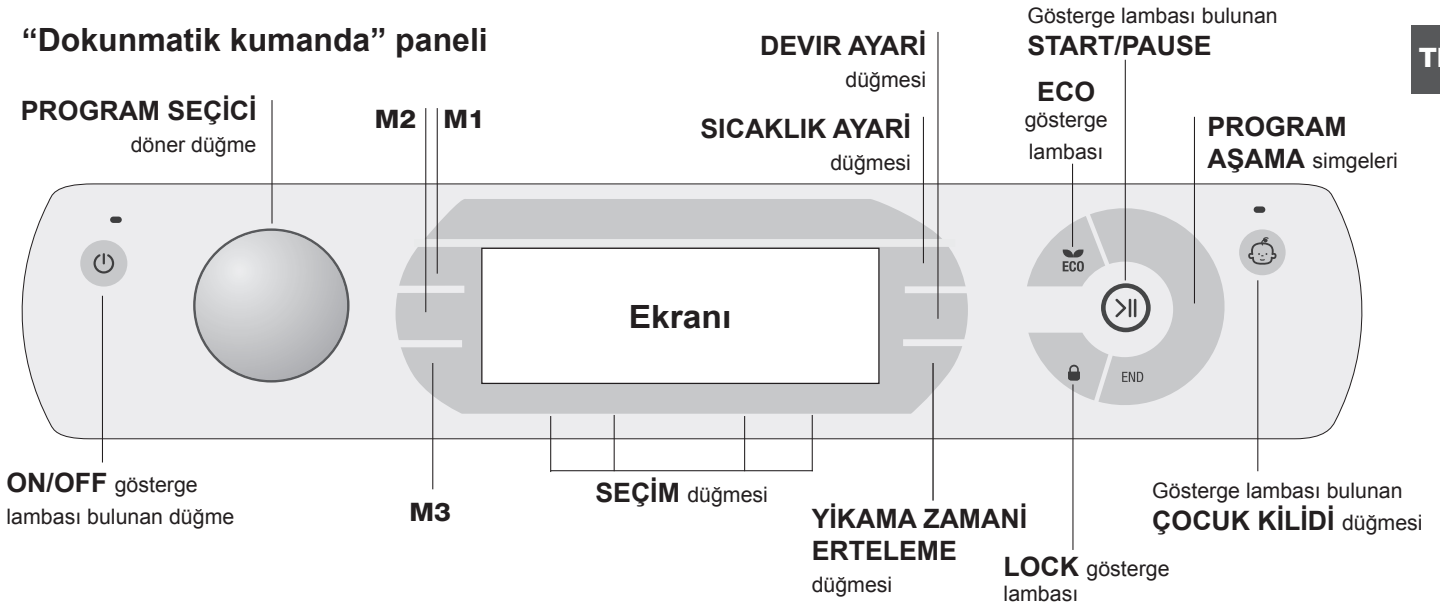 “Dokunmatik kumanda” paneli
PROGRAM SEÇİCİ
döner düğme
M2 M1
DEVIR AYARİ
düğmesi
SICAKLIK AYARİ
düğmesi
Gösterge lambası bulunan
START/PAUSE
ECO
gösterge
lambası
PROGRAM
AŞAMA simgeleri
Ekranı
ECO
END
ON/OFF gösterge
lambası bulunan düğme
M3
SEÇİM düğmesi
YİKAMA ZAMANİ
ERTELEME
düğmesi
LOCK gösterge
lambası
Gösterge lambası bulunan
ÇOCUK KİLİDİ düğmesi